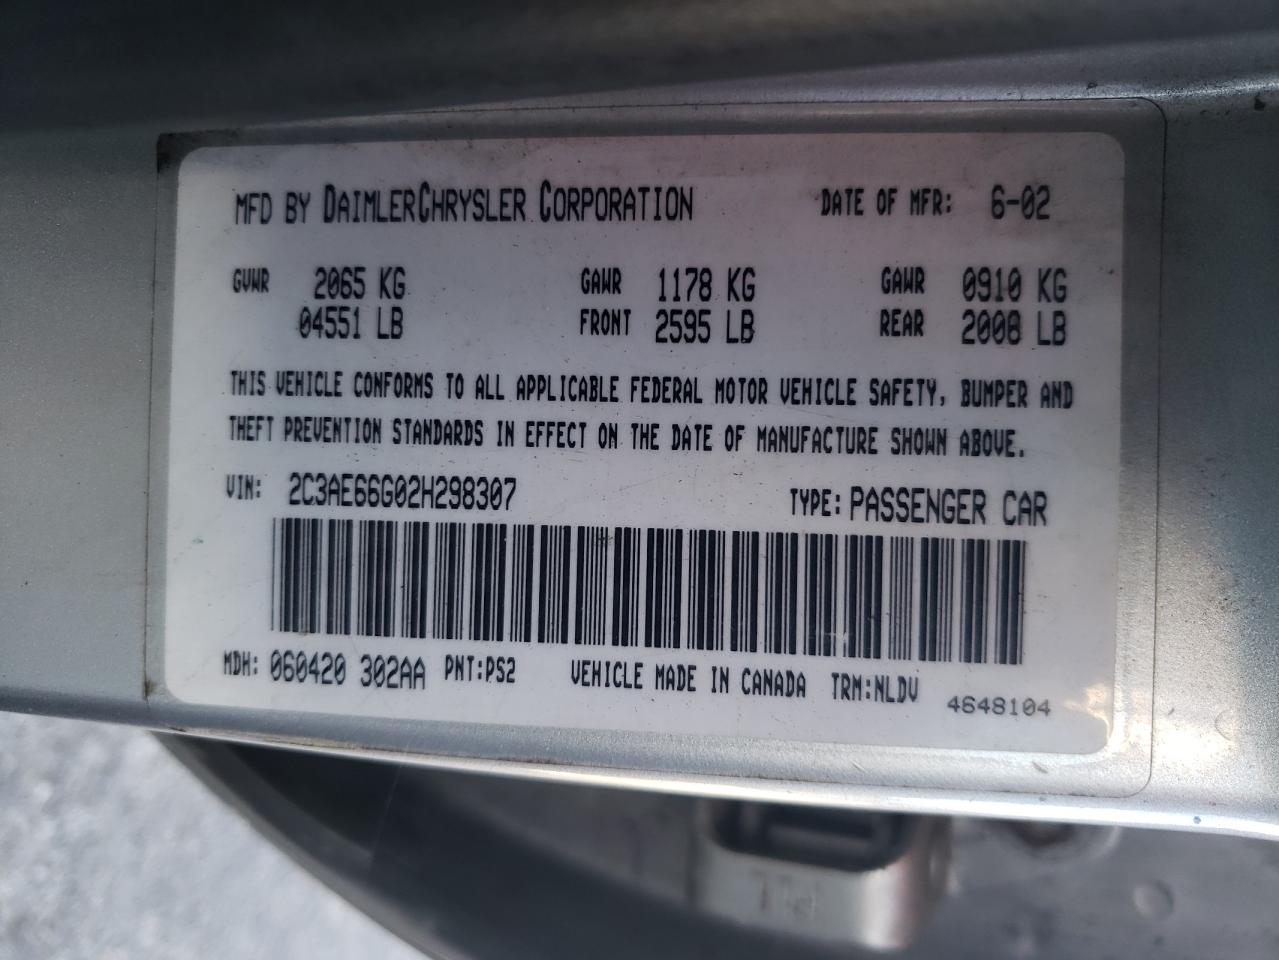 MFD BY DAIMLERCHRYSLER CORPORATION DATE OF MFR: 6-02
GVWR 2065 KG GAWR 1178 KG GAWR 0910 KG
04551 LB FRONT 2595 LB REAR 2008 LB
THIS VEHICLE CONFORMS TO ALL APPLICABLE FEDERAL MOTOR VEHICLE SAFETY, BUMPER AND
THEFT PREVENTION STANDARDS IN EFFECT ON THE DATE OF MANUFACTURE SHOWN ABOVE.
VIN: 2C3AE66G02H298307 TYPE: PASSENGER CAR
MDH: 060420 302AA PNT:PS2 VEHICLE MADE IN CANADA TRM:NLDV 4648104